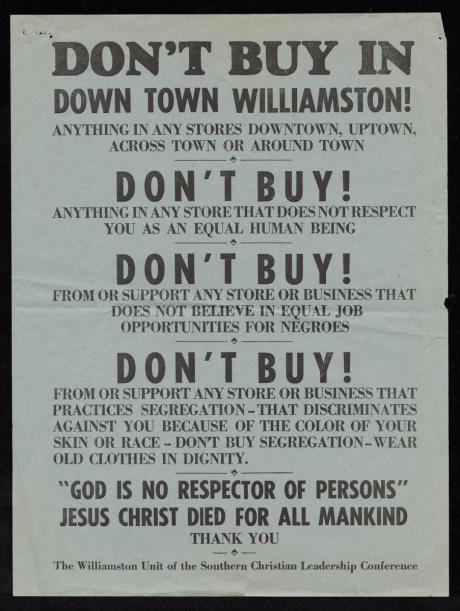 DON'T BUY IN
DOWN TOWN WILLIAMSTON!
ANYTHING IN ANY STORES DOWNTOWN, UPTOWN,
ACROSS TOWN OR AROUND TOWN
DON'T BUY!
ANYTHING IN ANY STORE THAT DOES NOT RESPECT
YOU AS AN EQUAL HUMAN BEING
DON'T BUY!
FROM OR SUPPORT ANY STORE OR BUSINESS THAT
DOES NOT BELIEVE IN EQUAL JOB
OPPORTUNITIES FOR NEGROES
DON'T BUY!
FROM OR SUPPORT ANY STORE OR BUSINESS THAT
PRACTICES SEGREGATION–THAT DISCRIMINATES
AGAINST YOU BECAUSE OF THE COLOR OF YOUR
SKIN OR RACE – DON'T BUY SEGREGATION–WEAR
OLD CLOTHES IN DIGNITY.
"GOD IS NO RESPECTOR OF PERSONS"
JESUS CHRIST DIED FOR ALL MANKIND
THANK YOU
The Williamston Unit of the Southern Christian Leadership Conference